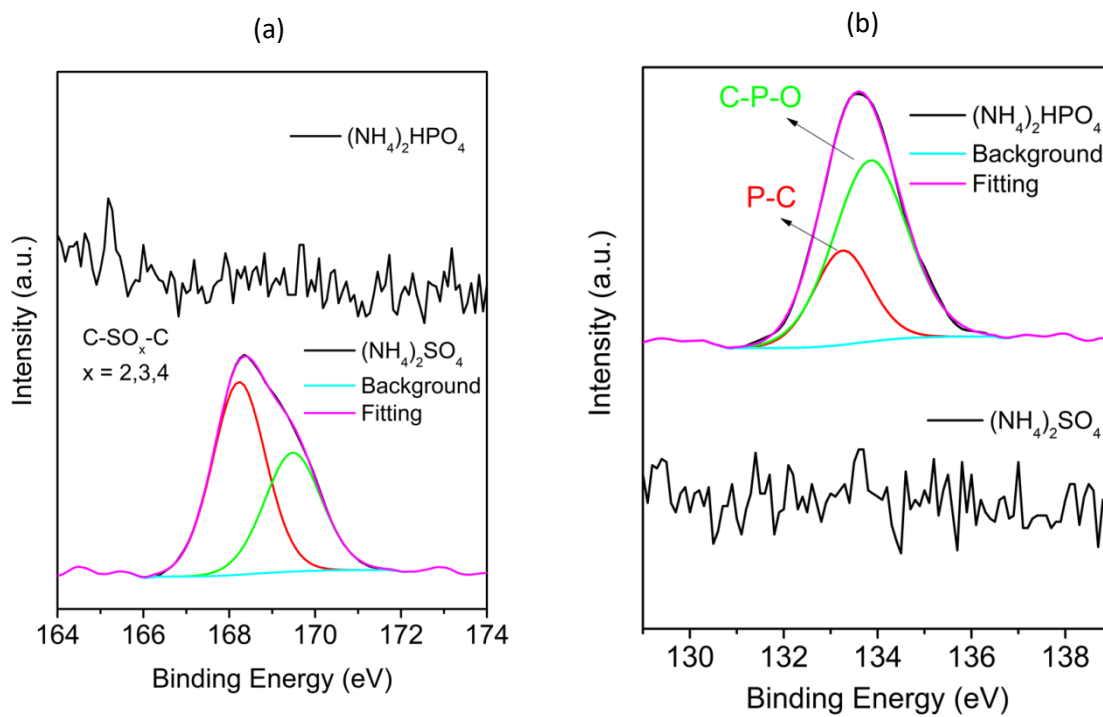 (a)
(NH4)2HPO4
C-SOx-C
x = 2,3,4
(NH4)2SO4
Background
Fitting
Intensity (a.u.)
164 166 168 170 172 174
Binding Energy (eV)
(b)
C-P-O
P-C
(NH4)2HPO4
Background
Fitting
(NH4)2SO4
Intensity (a.u.)
130 132 134 136 138
Binding Energy (eV)